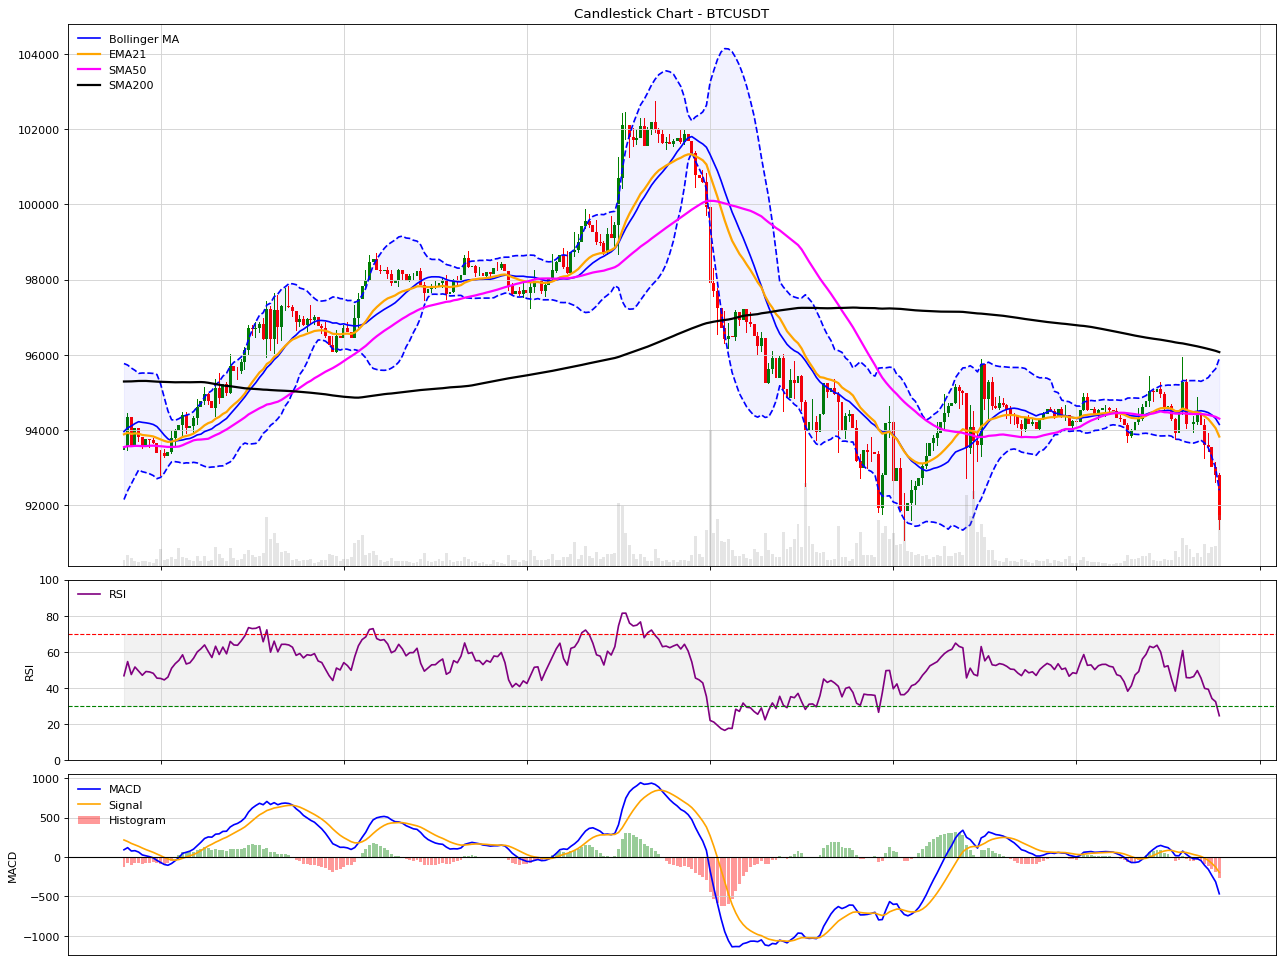 Candlestick Chart - BTCUSDT
Bollinger MA
EMA21
SMA50
SMA200
104000
102000
100000
98000
96000
94000
92000
RSI
100
80
60
40
20
0
RSI
MACD
Signal
Histogram
1000
500
0
−500
−1000
MACD